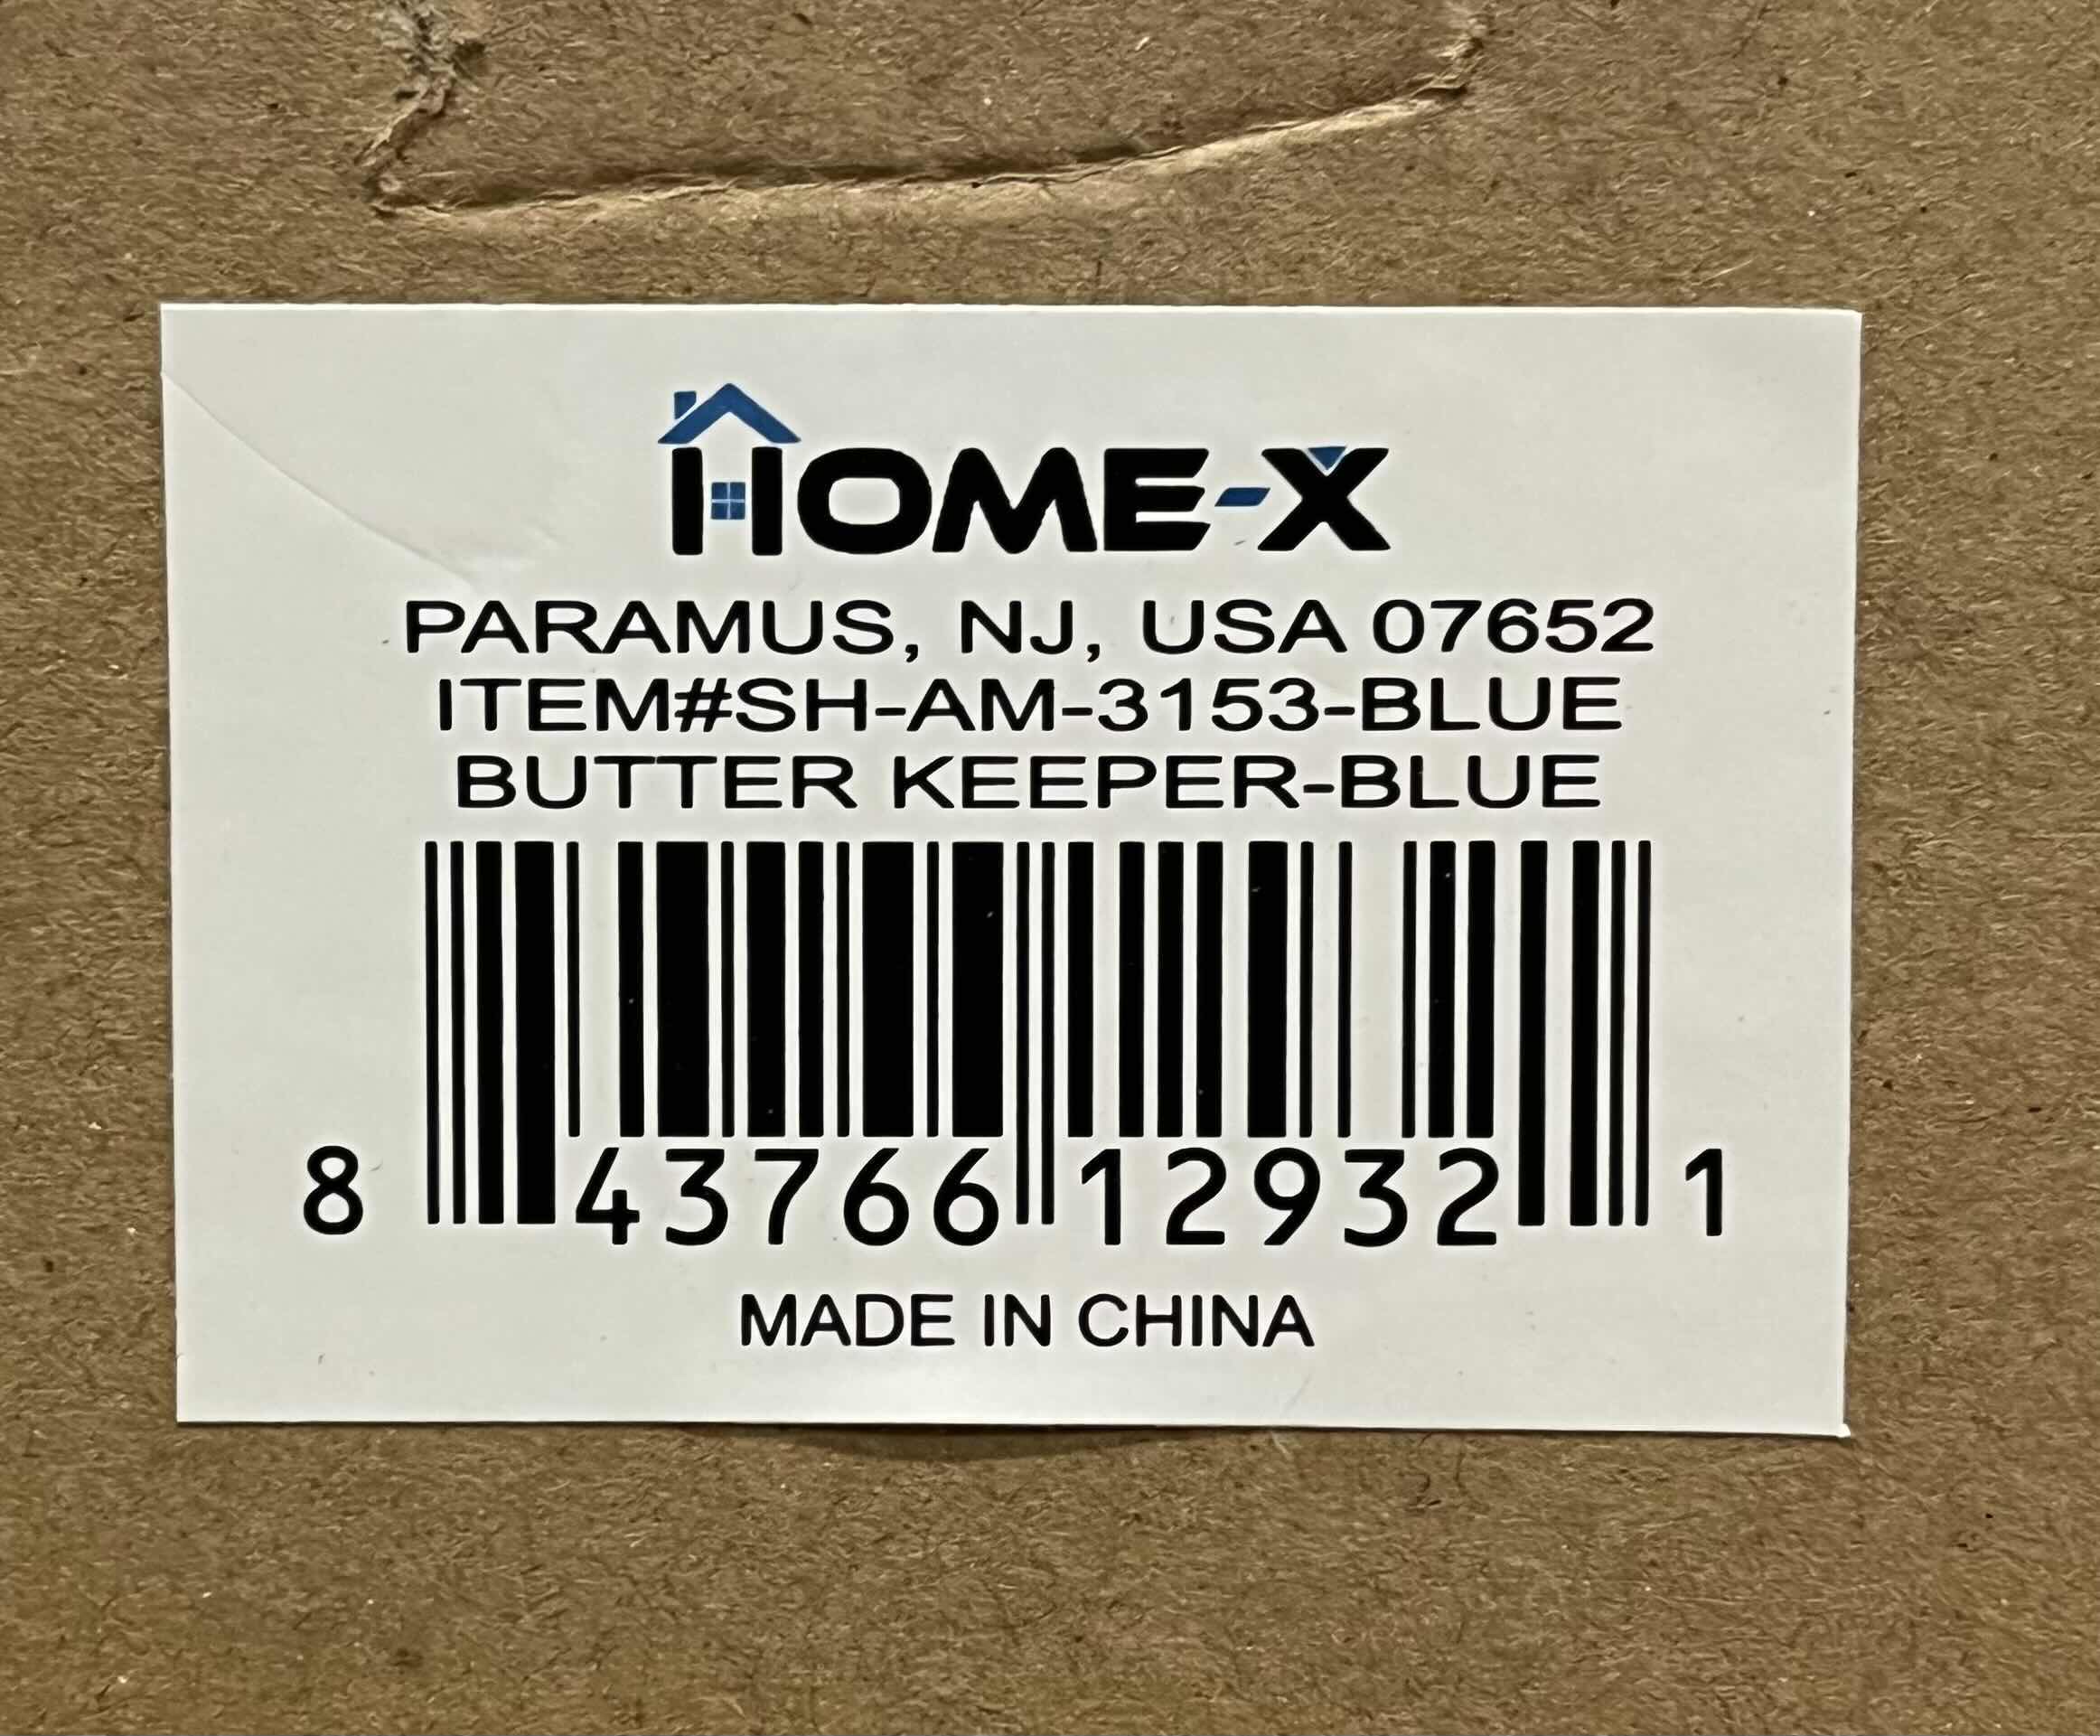 HOME-X
PARAMUS, NJ, USA 07652
ITEM#SH-AM-3153-BLUE
BUTTER KEEPER-BLUE
8 43766 12932 1
MADE IN CHINA